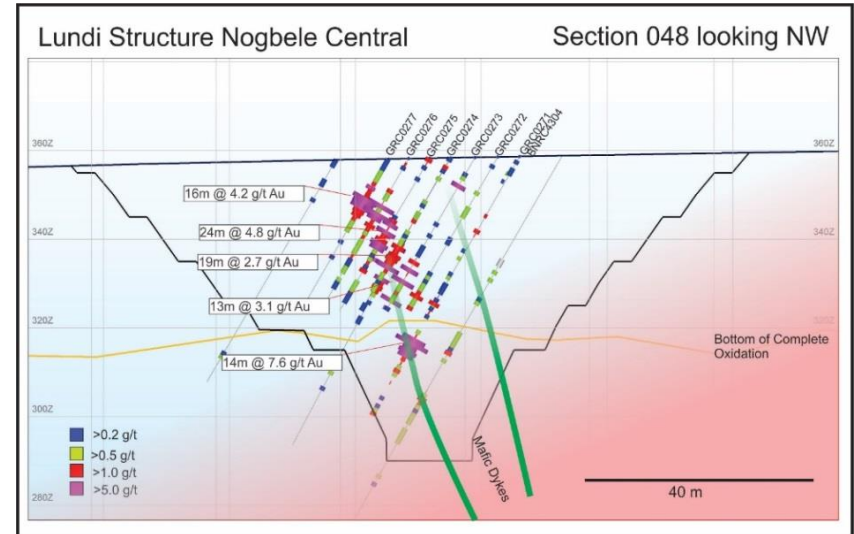 Lundi Structure Nogbele Central
Section 048 looking NW
GRC0277
GRC0276
GRC0275
GRC0274
GRC0273
GRC0272
GRC0271
360Z
360Z
16m @ 4.2 g/t Au
24m @ 4.8 g/t Au
340Z
340Z
19m @ 2.7 g/t Au
13m @ 3.1 g/t Au
320Z
320Z
Bottom of Complete
Oxidation
14m @ 7.6 g/t Au
300Z
>0.2 g/t
>0.5 g/t
>1.0 g/t
>5.0 g/t
Mafic Dykes
40 m
280Z